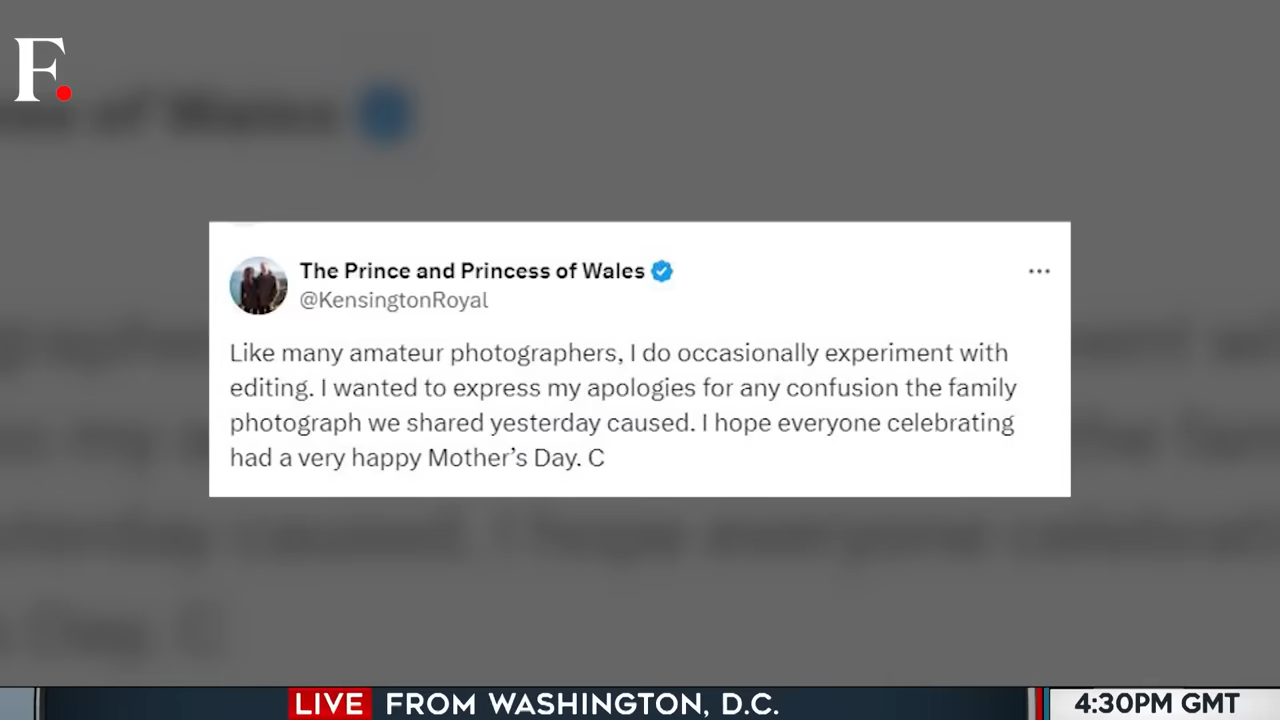 F.
The Prince and Princess of Wales
@KensingtonRoyal
Like many amateur photographers, I do occasionally experiment with
editing. I wanted to express my apologies for any confusion the family
photograph we shared yesterday caused. I hope everyone celebrating
had a very happy Mother’s Day. C
LIVE FROM WASHINGTON, D.C.
4:30PM GMT